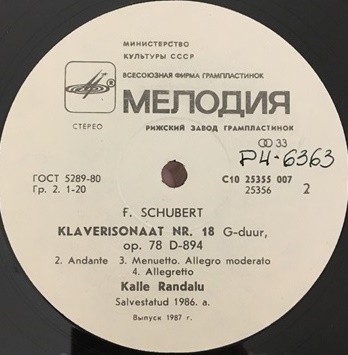 МИНИСТЕРСТВО
КУЛЬТУРЫ СССР
ВСЕСОЮЗНАЯ ФИРМА ГРАМПЛАСТИНОК
МЕЛОДИЯ
СТЕРЕО
РИЖСКИЙ ЗАВОД ГРАМПЛАСТИНОК
33
P4-6363
ГОСТ 5289-80
Гр. 2. 1-20
С10 25355 007
25356
2
F. SCHUBERT
KLAVERISONAAT NR. 18 G-duur,
op. 78 D-894
2. Andante 3. Menuetto. Allegro moderato
4. Allegretto
Kalle Randalu
Salvestatud 1986. a.
Выпуск 1987 г.